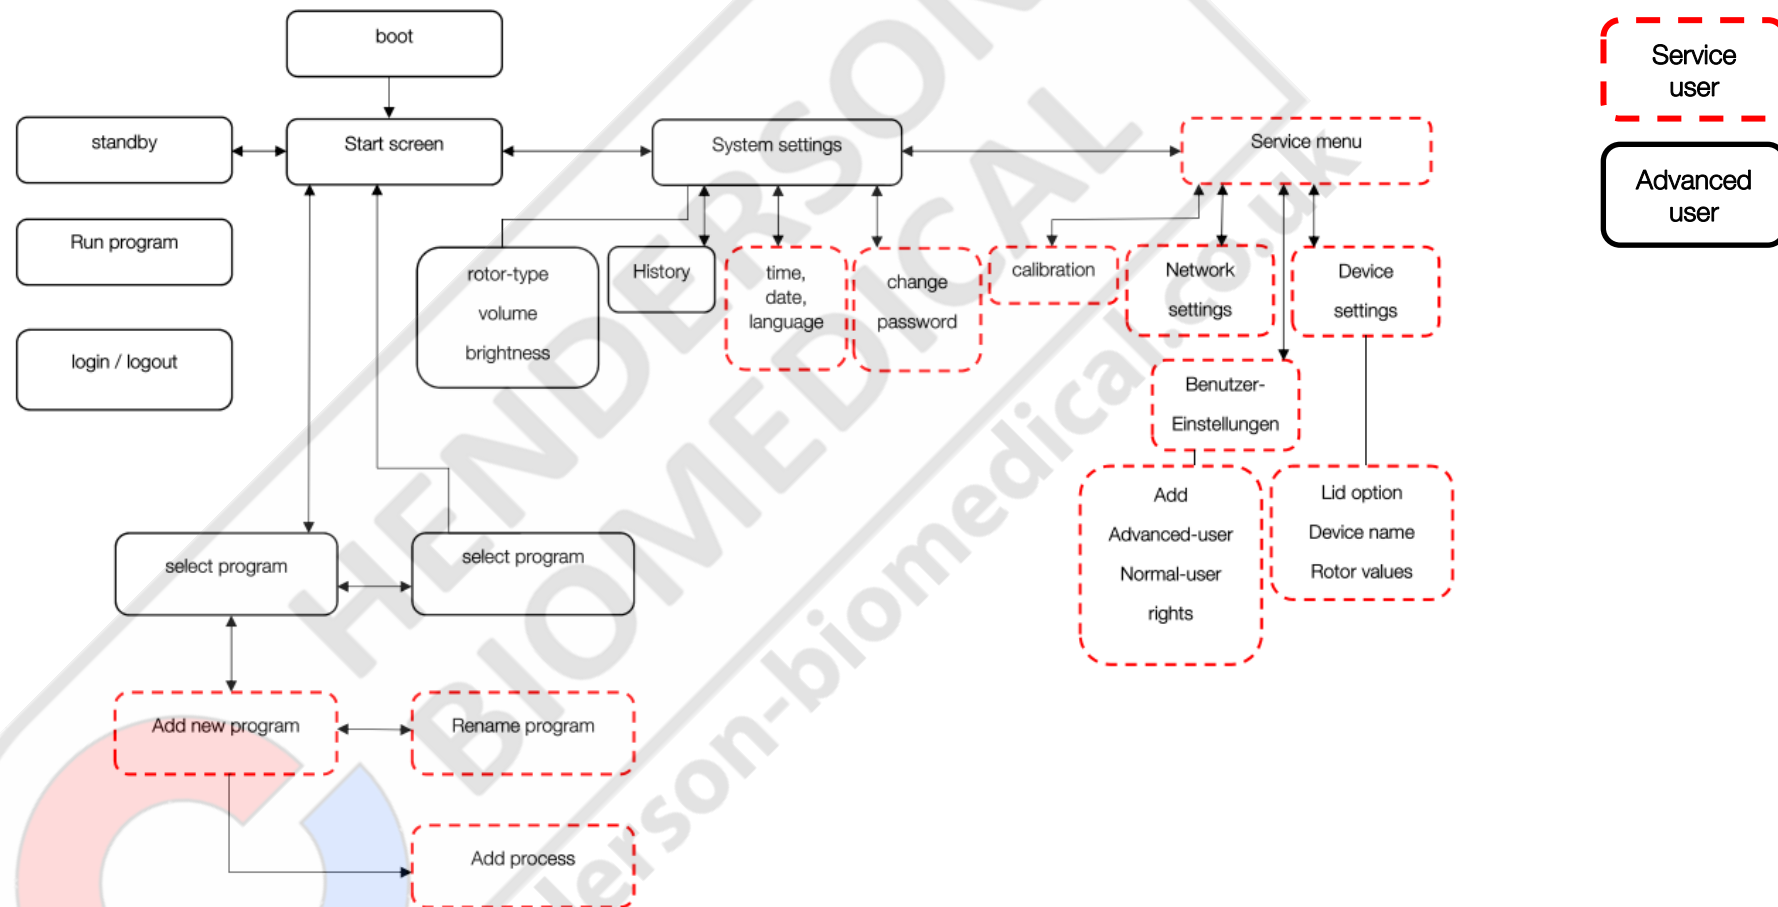 boot
Service
user
standby
Start screen
System settings
Service menu
Advanced
user
Run program
rotor-type
volume
brightness
History
time,
date,
language
change
password
calibration
Network
settings
Device
settings
login / logout
Benutzer-
Einstellungen
Add
Advanced-user
Normal-user
rights
Lid option
Device name
Rotor values
select program
select program
Add new program
Rename program
Add process
HENDERSON
BIOMEDICAL
derson-biomedical.co.uk